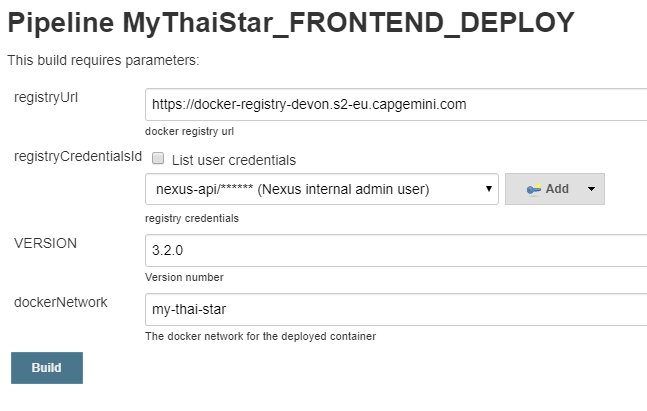 Pipeline MyThaiStar_FRONTEND_DEPLOY
This build requires parameters:
registryUrl
https://docker-registry-devon.s2-eu.capgemini.com
docker registry url
registryCredentialsId List user credentials
nexus-api/****** (Nexus internal admin user) Add
registry credentials
VERSION
3.2.0
Version number
dockerNetwork
my-thai-star
The docker network for the deployed container
Build